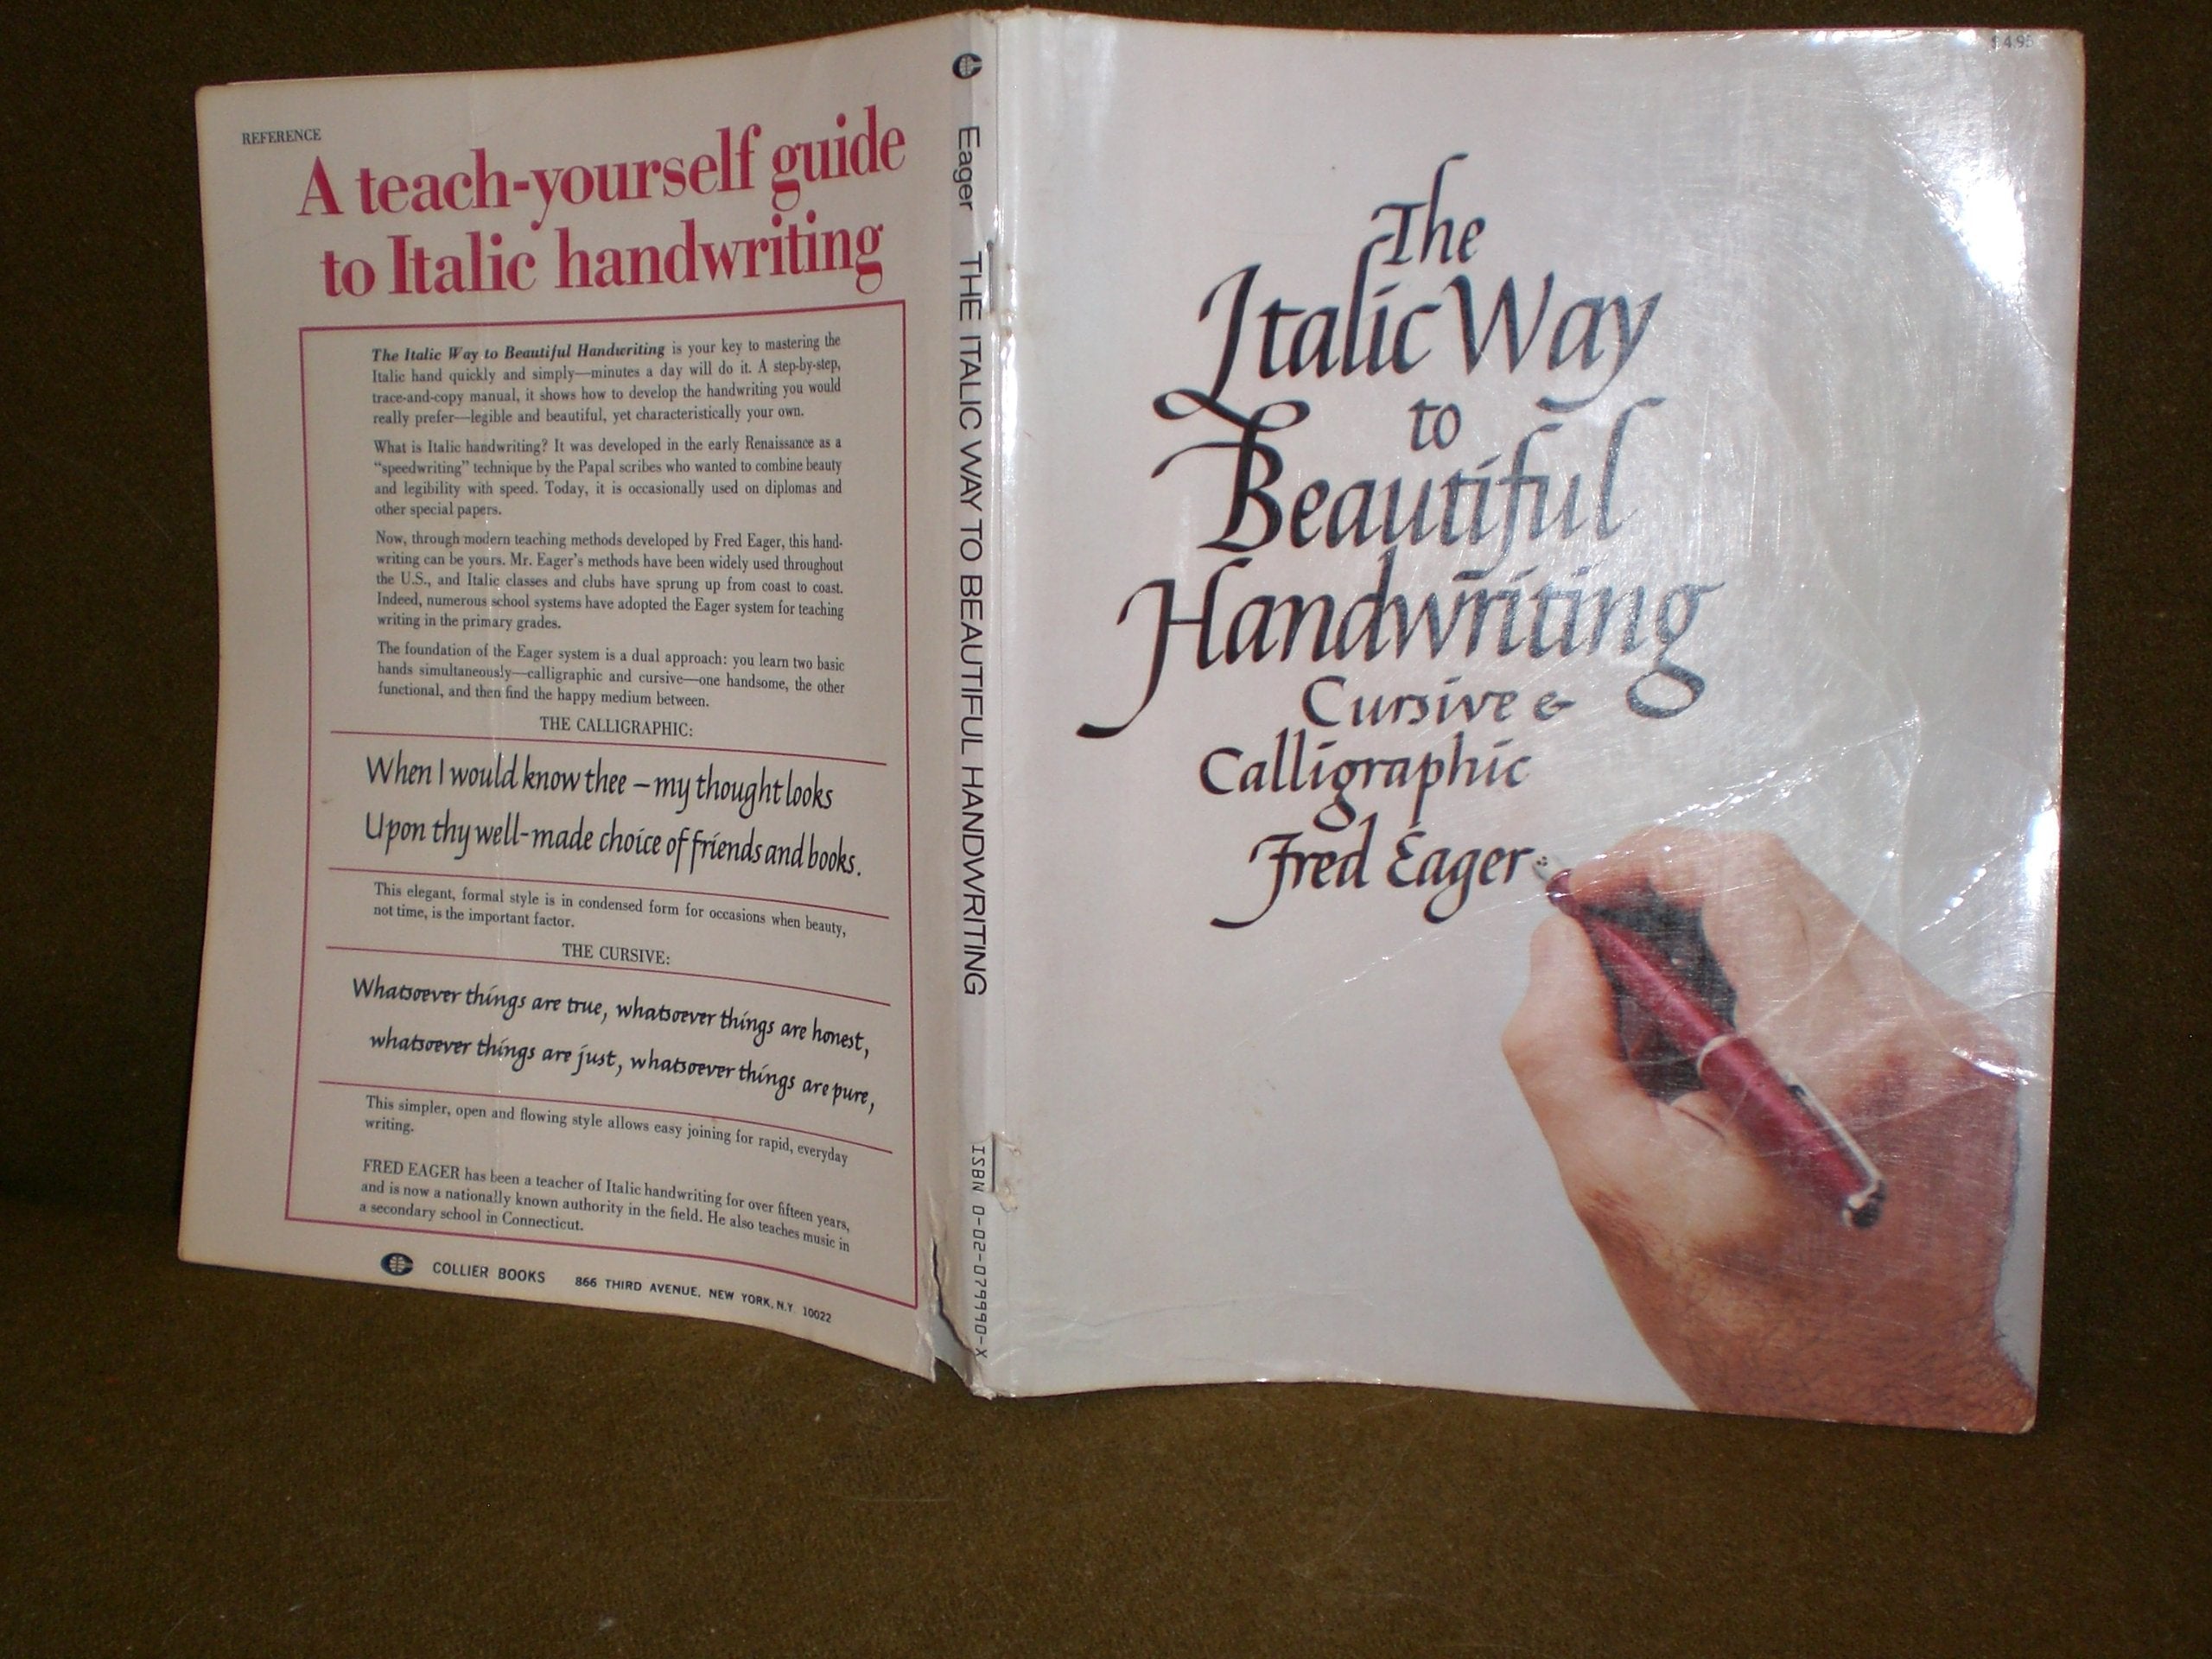 REFERENCE
A teach-yourself guide
to Italic handwriting
The Italic Way to Beautiful Handwriting is your key to mastering the
Italic hand quickly and simply—minutes a day will do it. A step-by-step,
trace-and-copy manual, it shows how to develop the handwriting you would
really prefer—legible and beautiful, yet characteristically your own.
What is Italic handwriting? It was developed in the early Renaissance as a
“speedwriting” technique by the Papal scribes who wanted to combine beauty
and legibility with speed. Today, it is occasionally used on diplomas and
other special papers.
Now, through modern teaching methods developed by Fred Eager, this hand-
writing can be yours. Mr. Eager’s methods have been widely used throughout
the U.S., and Italic classes and clubs have sprung up from coast to coast.
Indeed, numerous school systems have adopted the Eager system for teaching
writing in the primary grades.
The foundation of the Eager system is a dual approach: you learn two basic
hands simultaneously—calligraphic and cursive—one handsome, the other
functional, and then find the happy medium between.
THE CALLIGRAPHIC:
When I would know thee – my thought looks
Upon thy well-made choice of friends and books.
This elegant, formal style is in condensed form for occasions when beauty,
not time, is the important factor.
THE CURSIVE:
Whatsoever things are true, whatsoever things are honest,
whatsoever things are just, whatsoever things are pure,
This simpler, open and flowing style allows easy joining for rapid, everyday
writing.
FRED EAGER has been a teacher of Italic handwriting for over fifteen years,
and is now a nationally known authority in the field. He also teaches music in
a secondary school in Connecticut.
COLLIER BOOKS 866 THIRD AVENUE, NEW YORK, N.Y. 10022
Eager THE ITALIC WAY TO BEAUTIFUL HANDWRITING
ISBN 0-02-079990-X
$4.95
The
Italic Way
to
Beautiful
Handwriting
Cursive &
Calligraphic
Fred Eager